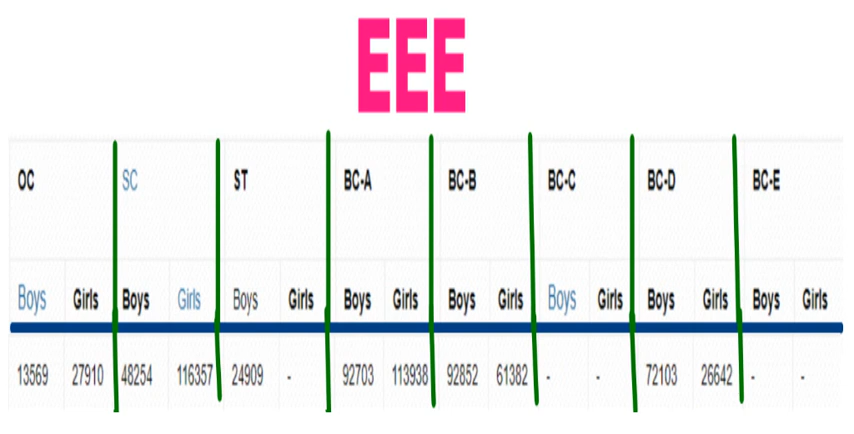 EEE
OC SC ST BC-A BC-B BC-C BC-D BC-E
Boys Girls Boys Girls Boys Girls Boys Girls Boys Girls Boys Girls Boys Girls Boys Girls
13569 27910 48254 116357 24909 - 92703 113938 92852 61382 - - 72103 26642 - -